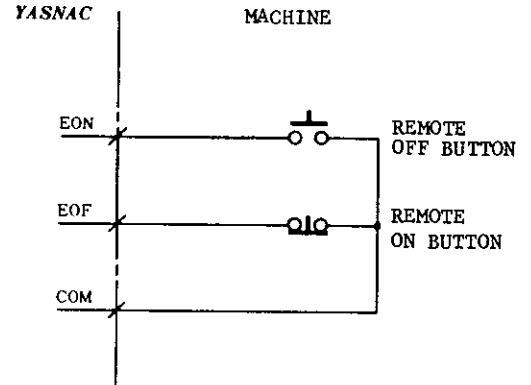 YASNAC
MACHINE
EON
REMOTE
OFF BUTTON
EOF
REMOTE
ON BUTTON
COM